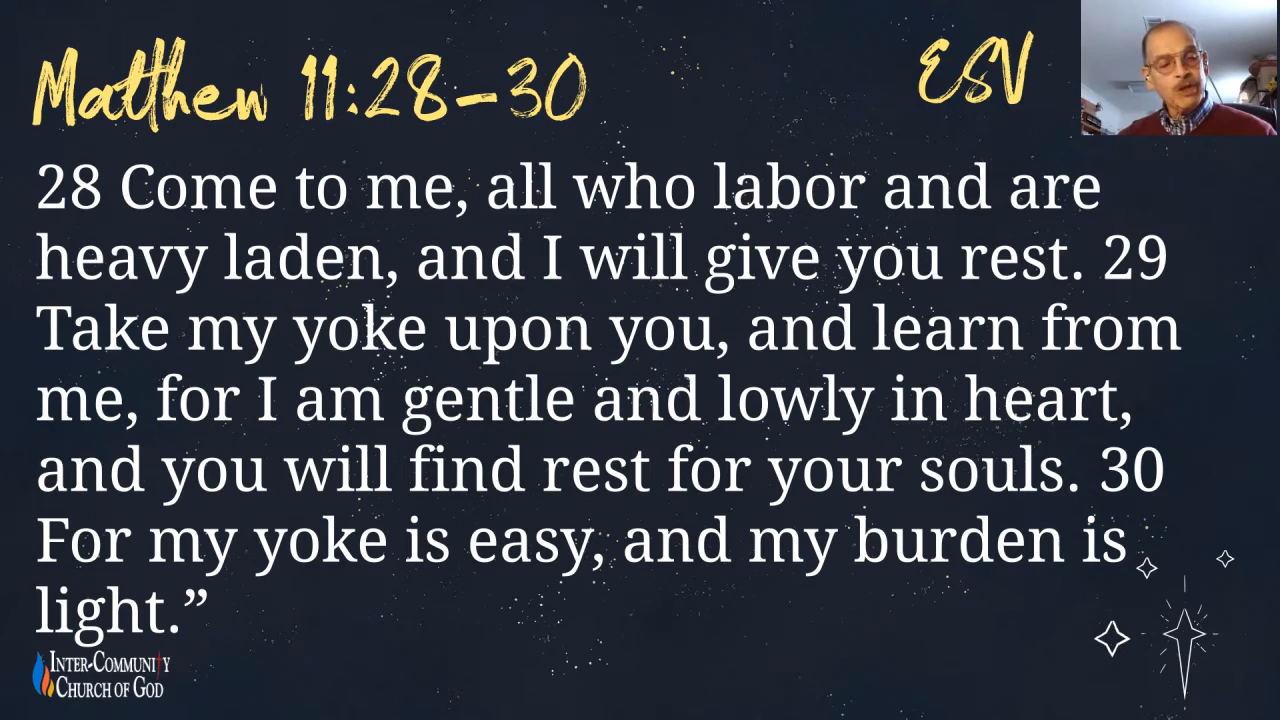 Matthew 11:28-30
ESV
28 Come to me, all who labor and are
heavy laden, and I will give you rest. 29
Take my yoke upon you, and learn from
me, for I am gentle and lowly in heart,
and you will find rest for your souls. 30
For my yoke is easy, and my burden is
light.”
Inter-Community
Church of God